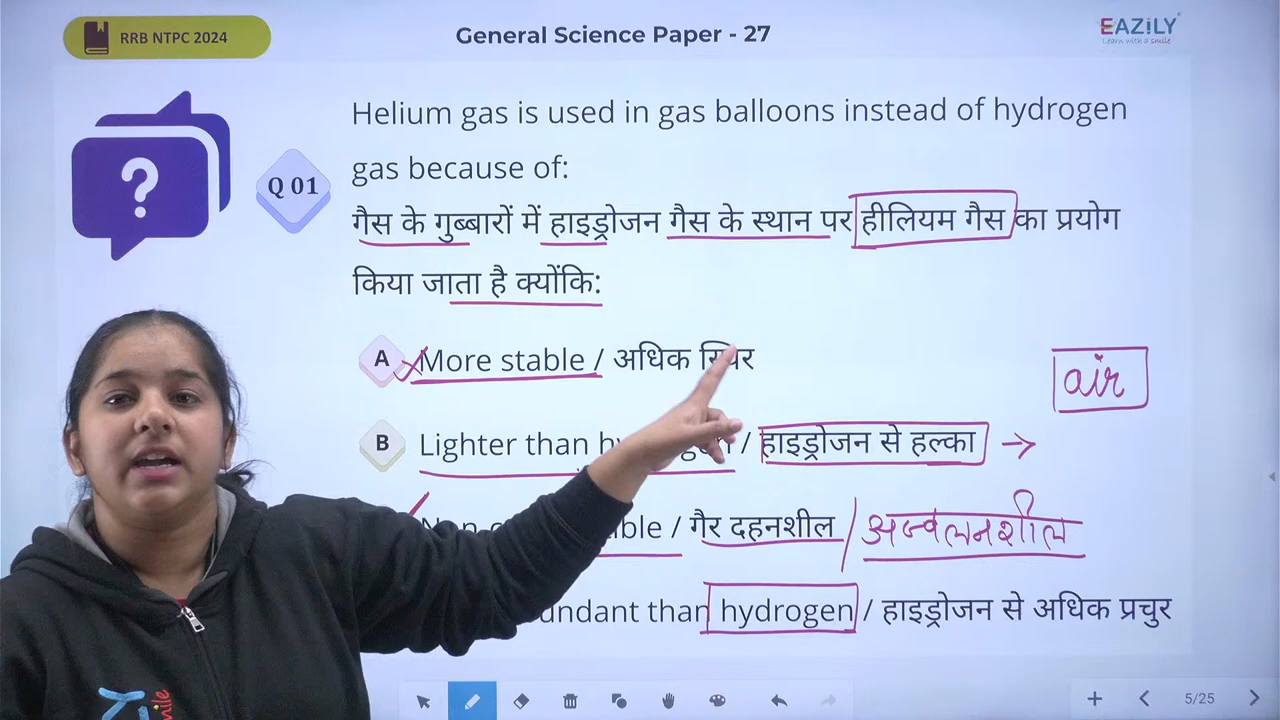 RRB NTPC 2024
General Science Paper - 27
EAZILY
Learn with a smile
Q 01
Helium gas is used in gas balloons instead of hydrogen
gas because of:
गैस के गुब्बारों में हाइड्रोजन गैस के स्थान पर हीलियम गैस का प्रयोग
किया जाता है क्योंकि:
A More stable / अधिक स्थिर
air
B Lighter than / हाइड्रोजन से हल्का →
/ गैर दहनशील / अज्वलनशील
than hydrogen / हाइड्रोजन से अधिक प्रचुर
5/25